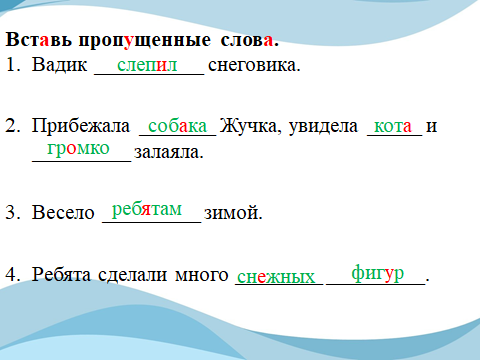 Вставь пропущенные слова.
1. Вадик слепил снеговика.
2. Прибежала собака Жучка, увидела кота и
громко залаяла.
3. Весело ребятам зимой.
4. Ребята сделали много снежных фигур.